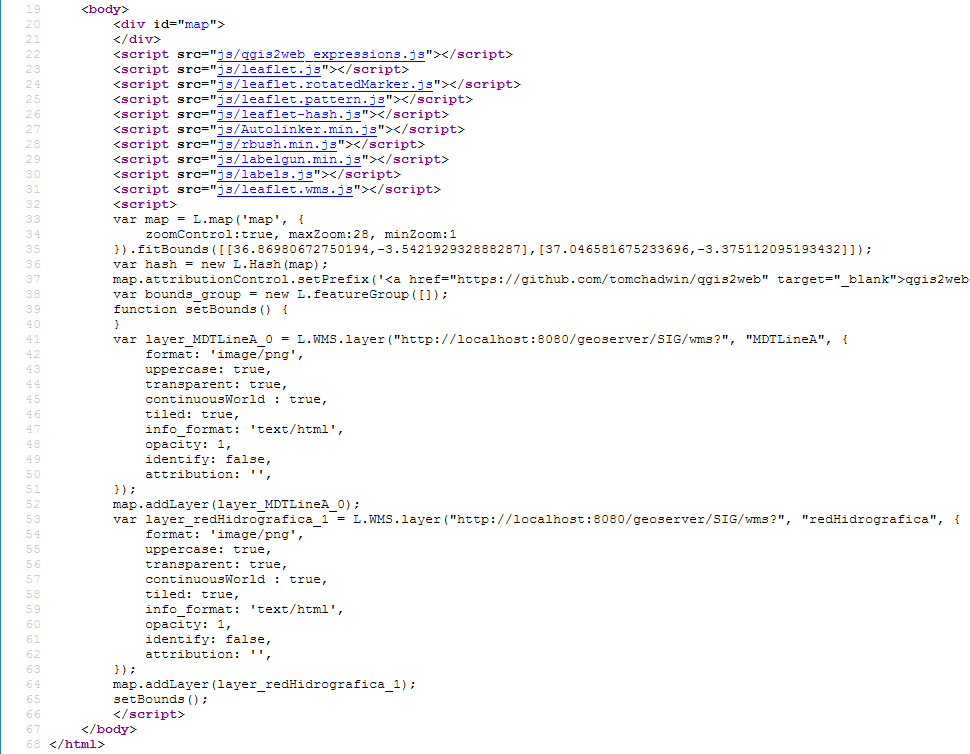 19 <body>
20 <div id="map">
21 </div>
22 <script src="js/qgis2web_expressions.js"></script>
23 <script src="js/leaflet.js"></script>
24 <script src="js/leaflet.rotatedMarker.js"></script>
25 <script src="js/leaflet.pattern.js"></script>
26 <script src="js/leaflet-hash.js"></script>
27 <script src="js/Autolinker.min.js"></script>
28 <script src="js/rbush.min.js"></script>
29 <script src="js/labelgun.min.js"></script>
30 <script src="js/labels.js"></script>
31 <script src="js/leaflet.wms.js"></script>
32 <script>
33 var map = L.map('map', {
34 zoomControl:true, maxZoom:28, minZoom:1
35 }).fitBounds([[36.86980672750194,-3.542192932888287],[37.046581675233696,-3.375112095193432]]);
36 var hash = new L.Hash(map);
37 map.attributionControl.setPrefix('<a href="https://github.com/tomchadwin/qgis2web" target="_blank">qgis2web
38 var bounds_group = new L.featureGroup([]);
39 function setBounds() {
40 }
41 var layer_MDTLineA_0 = L.WMS.layer("http://localhost:8080/geoserver/SIG/wms?", "MDTLineA", {
42 format: 'image/png',
43 uppercase: true,
44 transparent: true,
45 continuousWorld : true,
46 tiled: true,
47 info_format: 'text/html',
48 opacity: 1,
49 identify: false,
50 attribution: '',
51 });
52 map.addLayer(layer_MDTLineA_0);
53 var layer_redHidrografica_1 = L.WMS.layer("http://localhost:8080/geoserver/SIG/wms?", "redHidrografica", {
54 format: 'image/png',
55 uppercase: true,
56 transparent: true,
57 continuousWorld : true,
58 tiled: true,
59 info_format: 'text/html',
60 opacity: 1,
61 identify: false,
62 attribution: '',
63 });
64 map.addLayer(layer_redHidrografica_1);
65 setBounds();
66 </script>
67 </body>
68 </html>